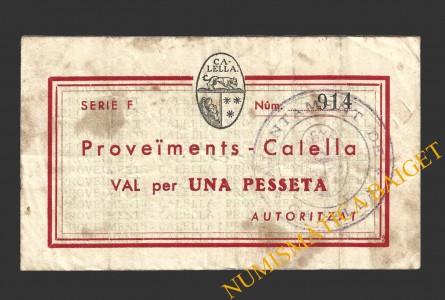 CA-
LELLA.
SERIE F.
Núm. 914
Proveïments - Calella
VAL per UNA PESSETA
AUTORITZAT
NUMISMATICA BAIGET